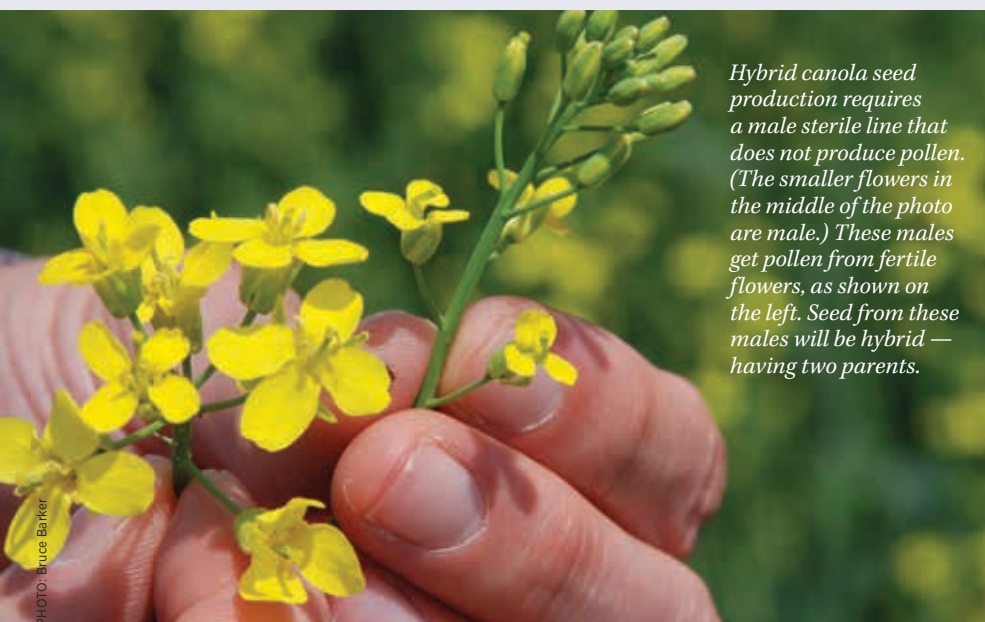 Hybrid canola seed
production requires
a male sterile line that
does not produce pollen.
(The smaller flowers in
the middle of the photo
are male.) These males
get pollen from fertile
flowers, as shown on
the left. Seed from these
males will be hybrid —
having two parents.
PHOTO: Bruce Barker